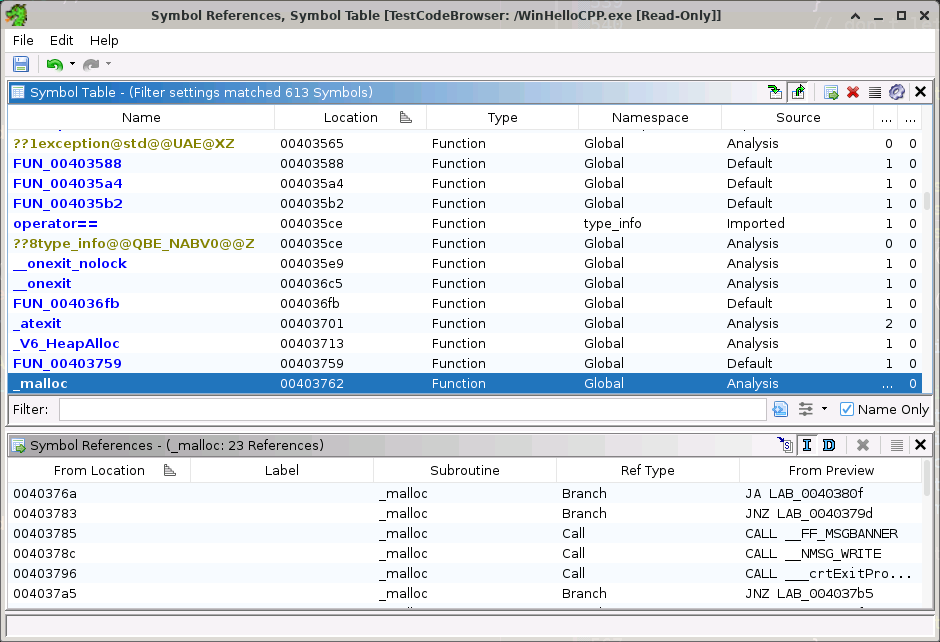 Symbol References, Symbol Table [TestCodeBrowser: /WinHelloCPP.exe [Read-Only]]
File Edit Help
Symbol Table - (Filter settings matched 613 Symbols)
Name Location Type Namespace Source ... ...
??1exception@std@@UAE@XZ 00403565 Function Global Analysis 0 0
FUN_00403588 00403588 Function Global Default 1 0
FUN_004035a4 004035a4 Function Global Default 1 0
FUN_004035b2 004035b2 Function Global Default 1 0
operator== 004035ce Function type_info Imported 1 0
??8type_info@@QBE_NABV0@@Z 004035ce Function Global Analysis 0 0
__onexit_nolock 004035e9 Function Global Analysis 1 0
__onexit 004036c5 Function Global Analysis 1 0
FUN_004036fb 004036fb Function Global Default 1 0
_atexit 00403701 Function Global Analysis 2 0
_V6_HeapAlloc 00403713 Function Global Analysis 1 0
FUN_00403759 00403759 Function Global Default 1 0
_malloc 00403762 Function Global Analysis ... 0
Filter: Name Only
Symbol References - (_malloc: 23 References)
I D
From Location Label Subroutine Ref Type From Preview
0040376a _malloc Branch JA LAB_0040380f
00403783 _malloc Branch JNZ LAB_0040379d
00403785 _malloc Call CALL __FF_MSGBANNER
0040378c _malloc Call CALL __NMSG_WRITE
00403796 _malloc Call CALL ___crtExitPro...
004037a5 _malloc Branch JNZ LAB_004037b5